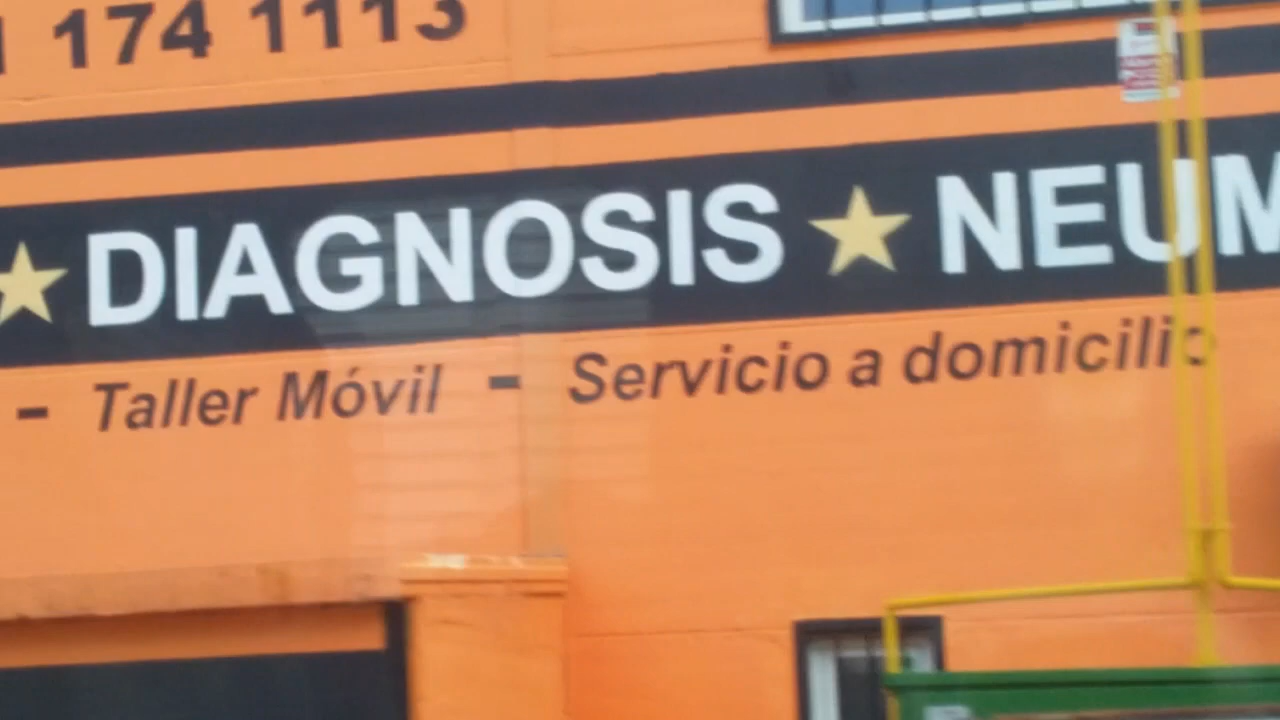 174 1113
DIAGNOSIS ★ NEUM
- Taller Móvil - Servicio a domicilio